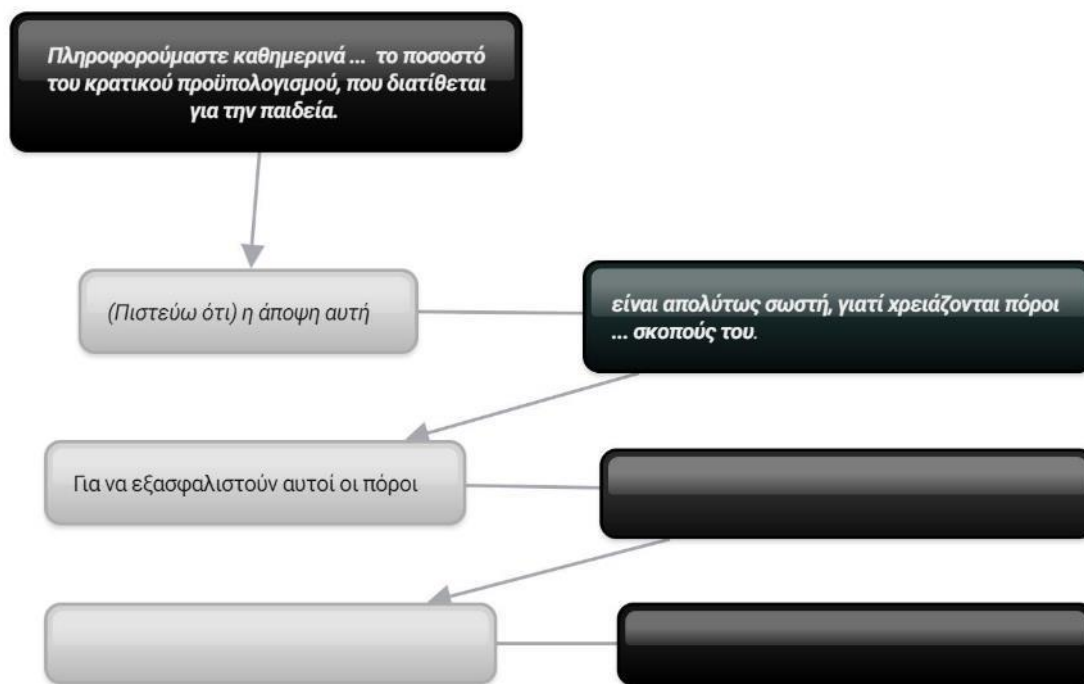 Πληροφορούμαστε καθημερινά ... το ποσοστό
του κρατικού προϋπολογισμού, που διατίθεται
για την παιδεία.
(Πιστεύω ότι) η άποψη αυτή
είναι απολύτως σωστή, γιατί χρειάζονται πόροι
... σκοπούς του.
Για να εξασφαλιστούν αυτοί οι πόροι